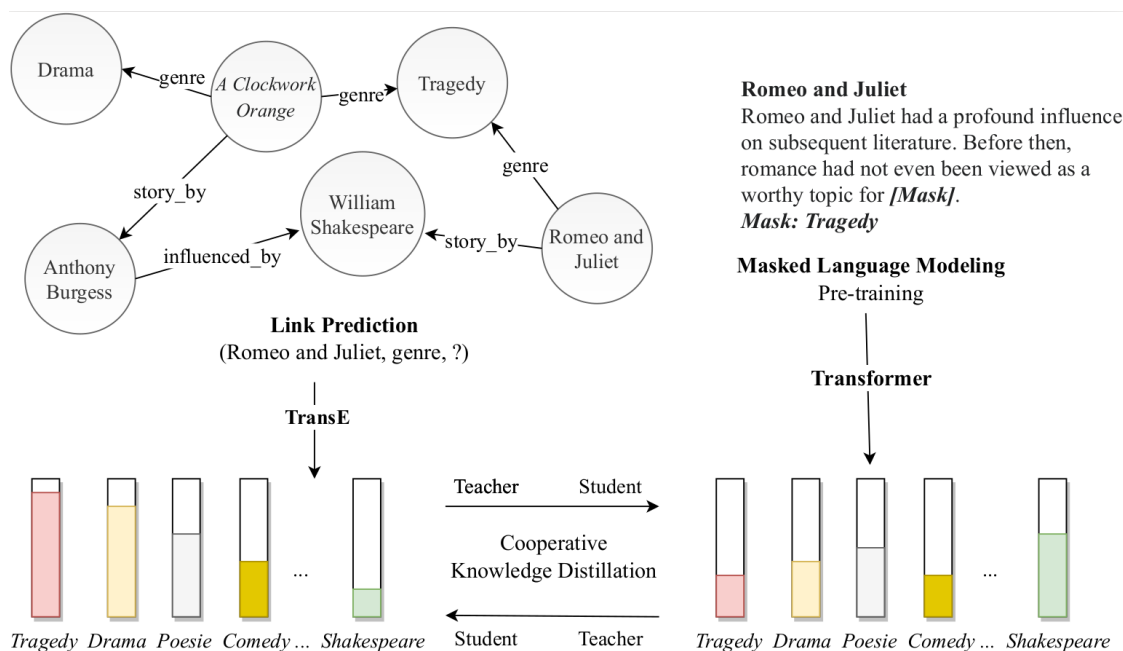 Drama
genre
A Clockwork
Orange
genre
Tragedy
genre
story_by
William
Shakespeare
story_by
Romeo and
Juliet
Anthony
Burgess
influenced_by
Link Prediction
(Romeo and Juliet, genre, ?)
TransE
Romeo and Juliet
Romeo and Juliet had a profound influence
on subsequent literature. Before then,
romance had not even been viewed as a
worthy topic for [Mask].
Mask: Tragedy
Masked Language Modeling
Pre-training
Transformer
Teacher Student
Cooperative
Knowledge Distillation
Student Teacher
...
Tragedy Drama Poesie Comedy ... Shakespeare
...
Tragedy Drama Poesie Comedy ... Shakespeare